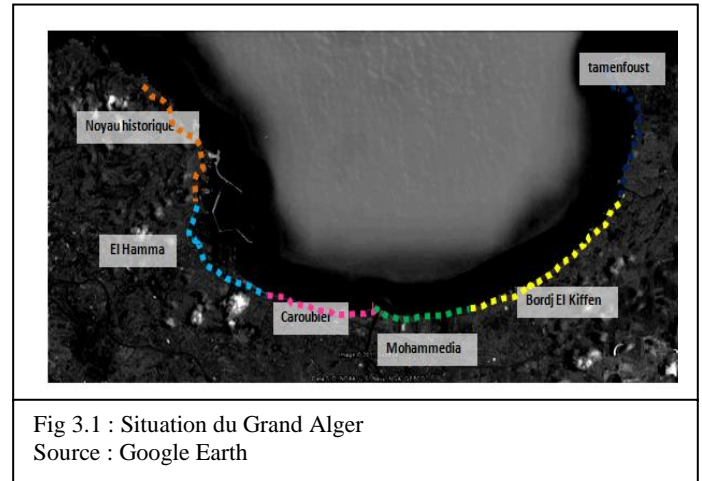 tamenfoust
Noyau historique
El Hamma
Bordj El Kiffen
Caroubier
Mohammedia
Fig 3.1 : Situation du Grand Alger
Source : Google Earth